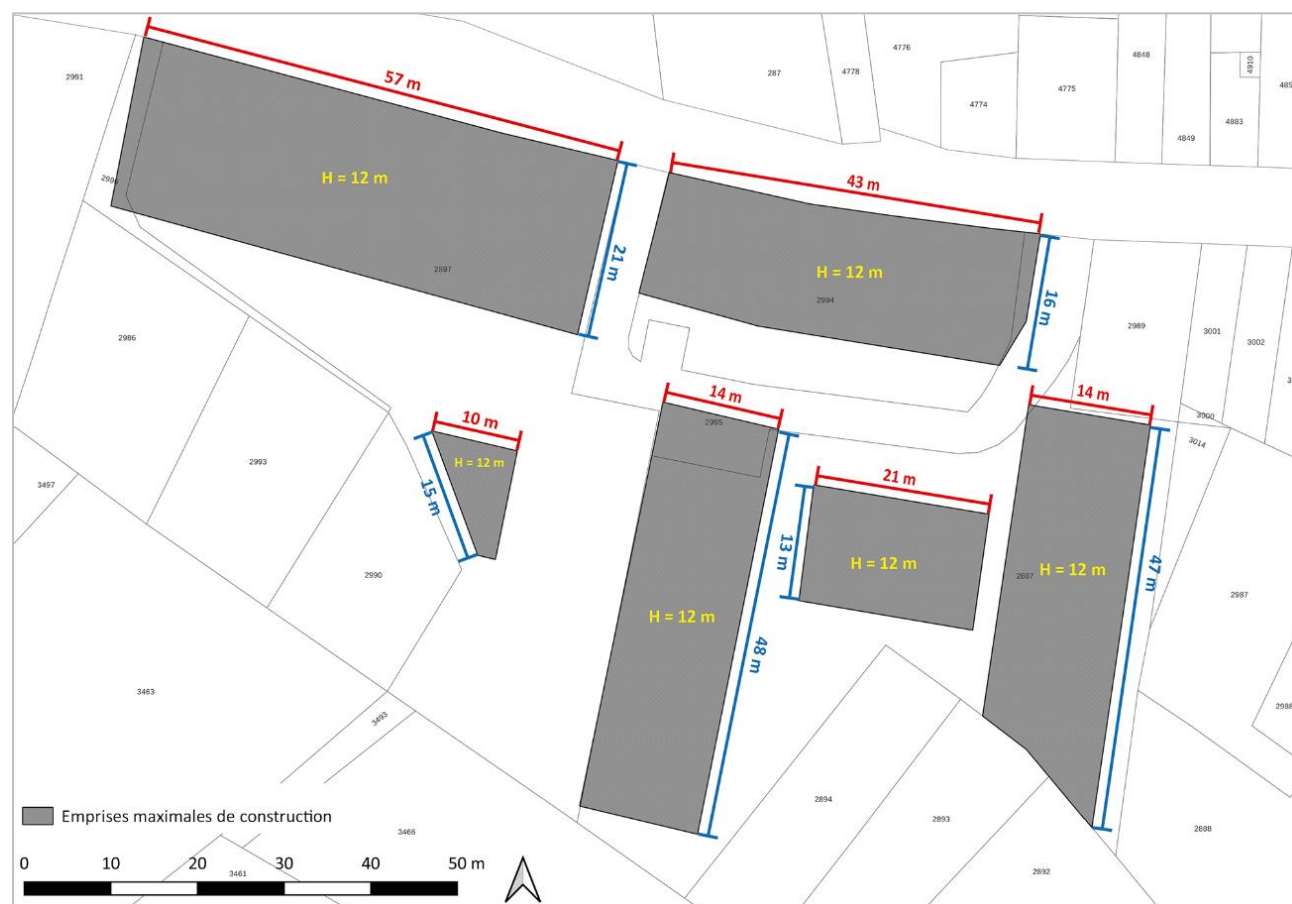 287
4778
4776
4774
4775
4848
4849
4910
4883
2991
57 m
H = 12 m
2897
21 m
43 m
H = 12 m
2994
16 m
2989
3001
3002
3000
3014
2986
2993
3497
2990
10 m
H = 12 m
15 m
14 m
2995
H = 12 m
48 m
21 m
13 m
H = 12 m
14 m
H = 12 m
47 m
2987
2988
3463
3493
3466
3461
2894
2893
2892
2888
Emprises maximales de construction
0 10 20 30 40 50 m